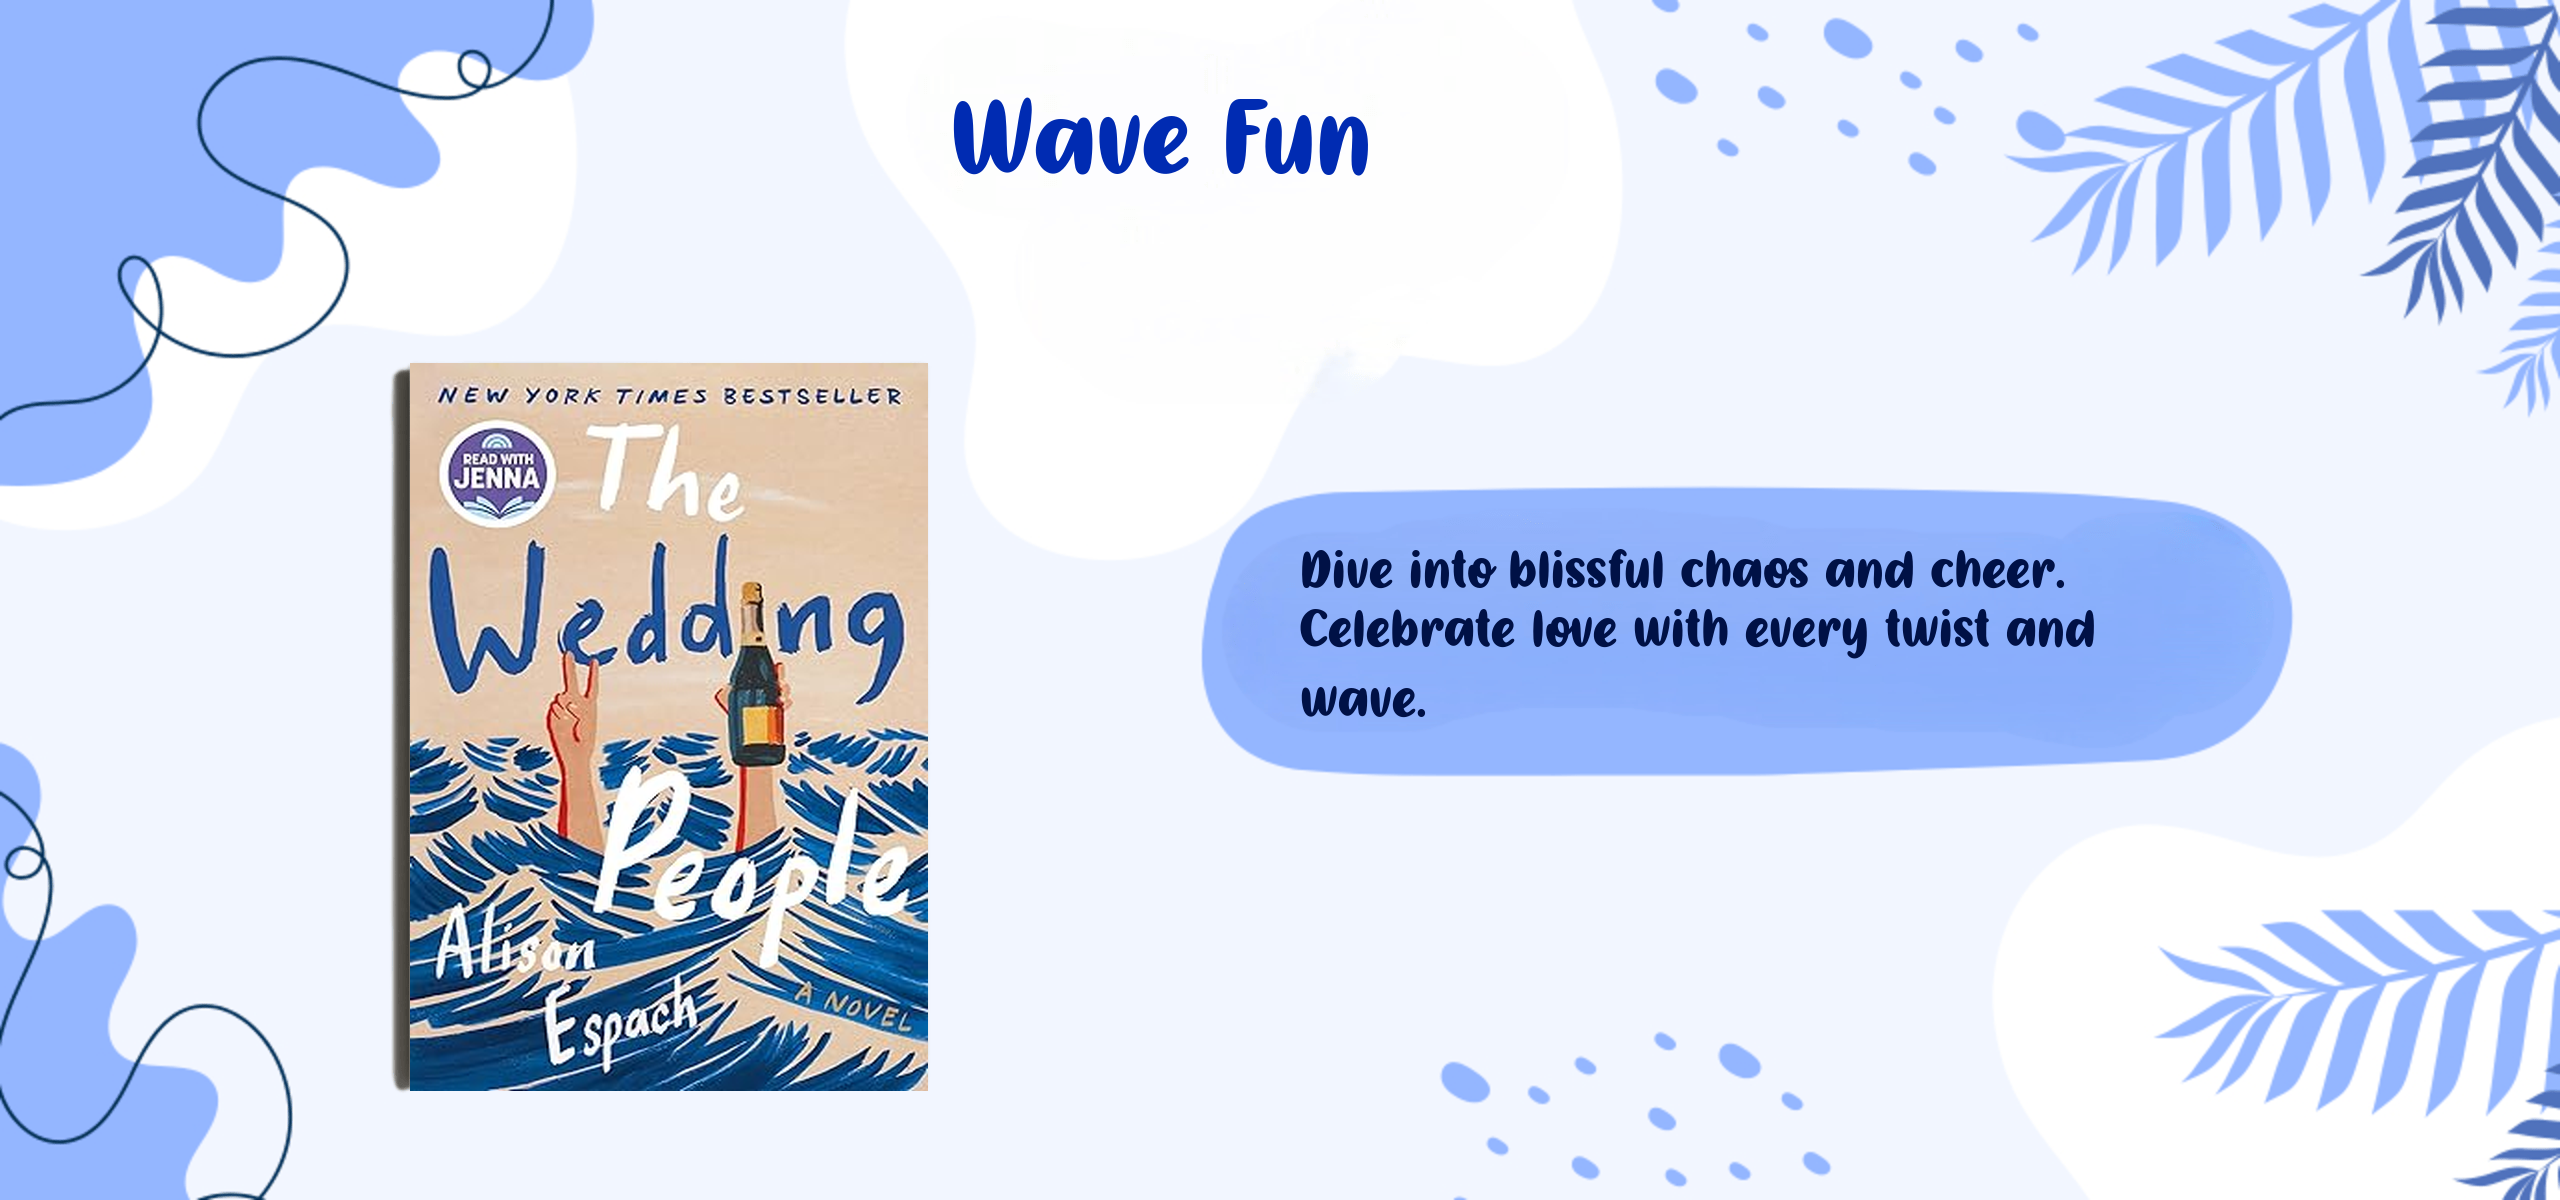 Wave Fun
NEW YORK TIMES BESTSELLER
READ WITH
JENNA
The
Wedding
People
Alison
Espach
A NOVEL
Dive into blissful chaos and cheer.
Celebrate love with every twist and
wave.